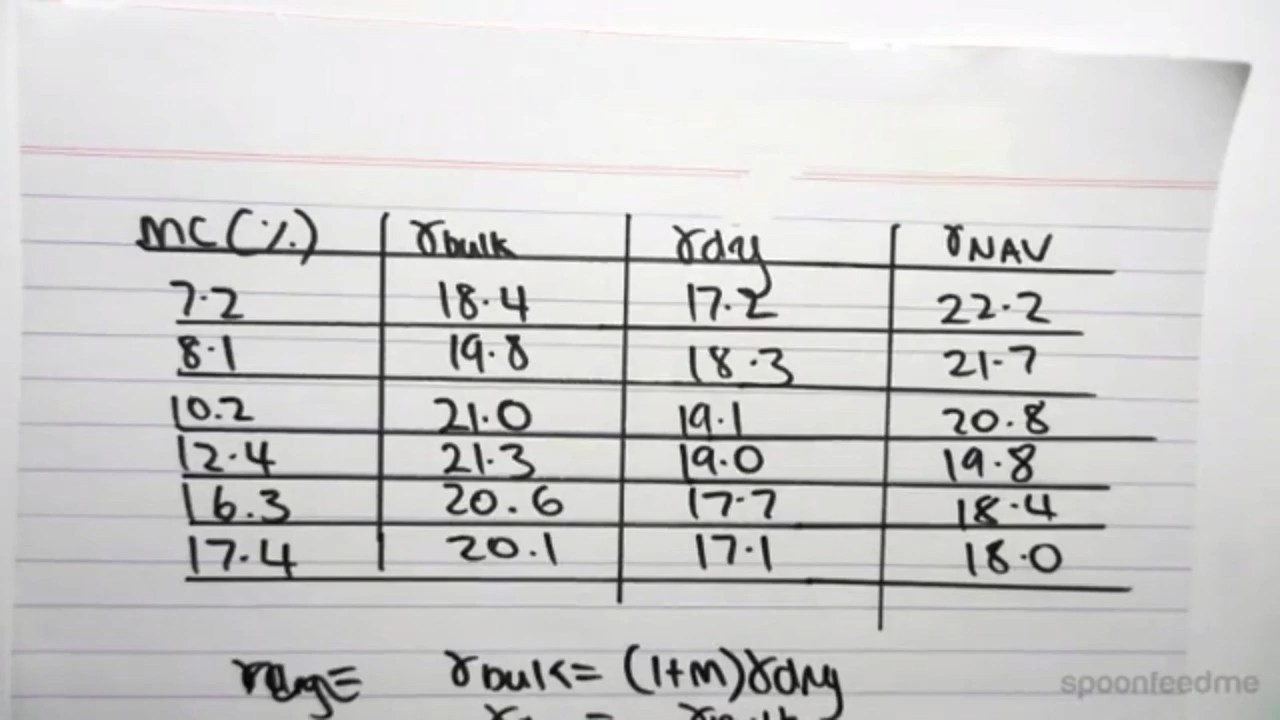 MC (%) γbulk γdry γNAV
7.2 18.4 17.2 22.2
8.1 19.8 18.3 21.7
10.2 21.0 19.1 20.8
12.4 21.3 19.0 19.8
16.3 20.6 17.7 18.4
17.4 20.1 17.1 18.0
γbulk= (1+M)γdry
spoonfeedme